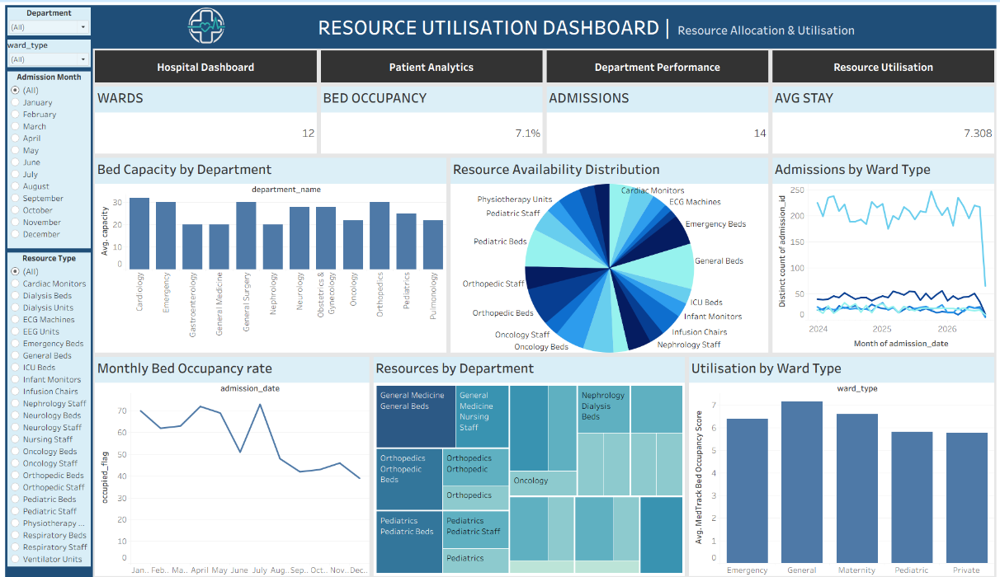 Department
(All)
ward_type
(All)
Admission Month
(All)
January
February
March
April
May
June
July
August
September
October
November
December
Resource Type
(All)
Cardiac Monitors
Dialysis Beds
Dialysis Units
ECG Machines
EEG Units
Emergency Beds
General Beds
ICU Beds
Infant Monitors
Infusion Chairs
Nephrology Staff
Neurology Beds
Neurology Staff
Nursing Staff
Oncology Beds
Oncology Staff
Orthopedic Beds
Orthopedic Staff
Pediatric Beds
Pediatric Staff
Physiotherapy ...
Respiratory Beds
Respiratory Staff
Ventilator Units
RESOURCE UTILISATION DASHBOARD | Resource Allocation & Utilisation
Hospital Dashboard
Patient Analytics
Department Performance
Resource Utilisation
WARDS
12
BED OCCUPANCY
7.1%
ADMISSIONS
14
AVG STAY
7.308
Bed Capacity by Department
department_name
Avg. capacity
30
20
10
0
Cardiology
Emergency
Gastroenterology
General Medicine
General Surgery
Nephrology
Neurology
Obstetrics &
Gynecology
Oncology
Orthopedics
Pediatrics
Pulmonology
Resource Availability Distribution
Cardiac Monitors
ECG Machines
Emergency Beds
General Beds
ICU Beds
Infant Monitors
Infusion Chairs
Nephrology Staff
Oncology Beds
Oncology Staff
Orthopedic Beds
Orthopedic Staff
Pediatric Beds
Pediatric Staff
Physiotherapy Units
Admissions by Ward Type
Distinct count of admission_id
250
200
150
100
50
0
2024
2025
2026
Month of admission_date
Monthly Bed Occupancy rate
admission_date
occupied_flag
70
60
50
40
30
20
10
0
Jan.. Feb.. Ma.. April May June July Aug.. Sep.. Oct.. Nov.. Dec..
Resources by Department
General Medicine
General Beds
General
Medicine
Nursing
Staff
Orthopedics
Orthopedic
Beds
Orthopedics
Orthopedic
Orthopedics
Pediatrics
Pediatric Beds
Pediatrics
Pediatric Staff
Pediatrics
Oncology
Nephrology
Dialysis
Beds
Utilisation by Ward Type
ward_type
Avg. MedTrack Bed Occupancy Score
7
6
5
4
3
2
1
0
Emergency
General
Maternity
Pediatric
Private